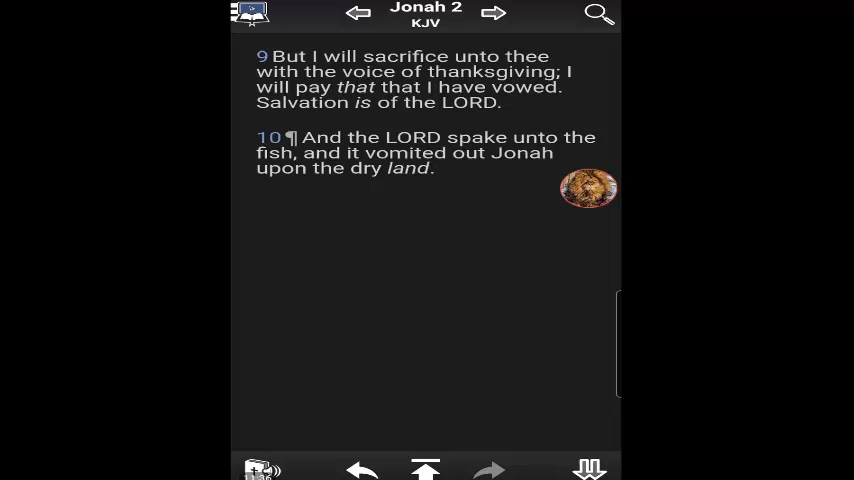 Jonah 2
KJV
9 But I will sacrifice unto thee
with the voice of thanksgiving; I
will pay that that I have vowed.
Salvation is of the LORD.
10 ¶ And the LORD spake unto the
fish, and it vomited out Jonah
upon the dry land.
11:36